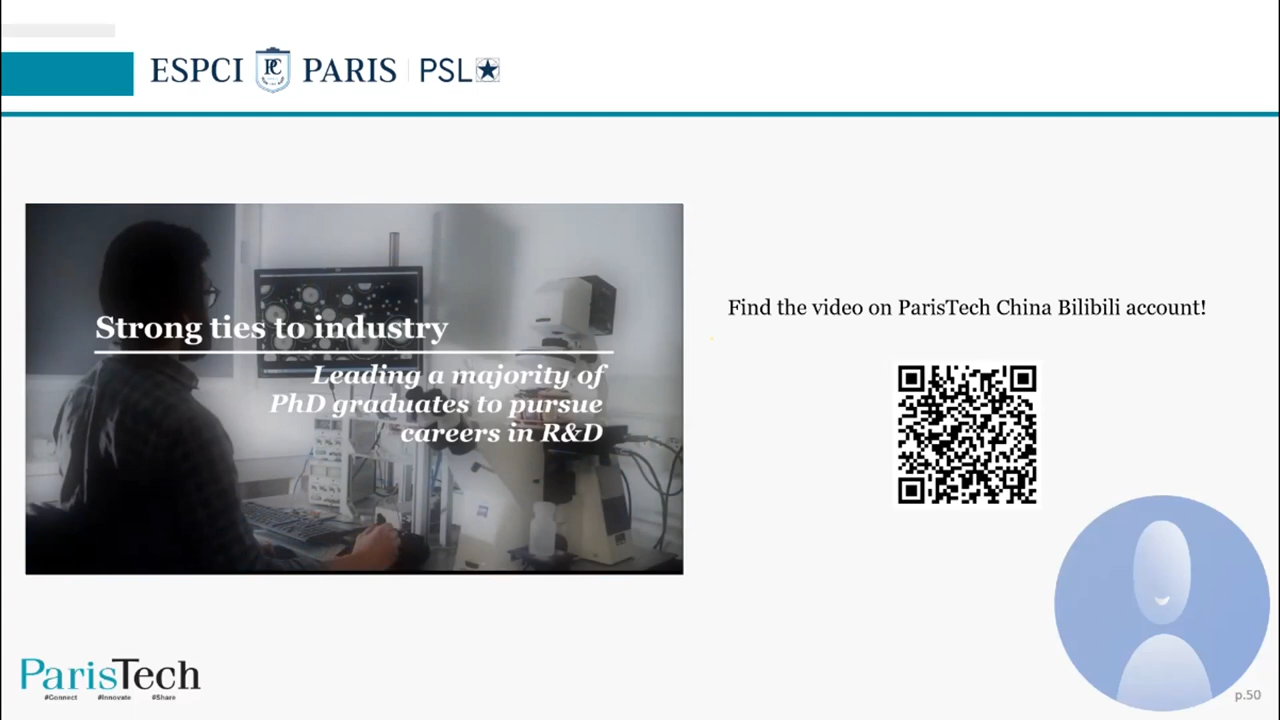 ESPCI PARIS PSL
Strong ties to industry
Leading a majority of
PhD graduates to pursue
careers in R&D
Find the video on ParisTech China Bilibili account!
ParisTech
#Connect #Innovate #Share
p.50